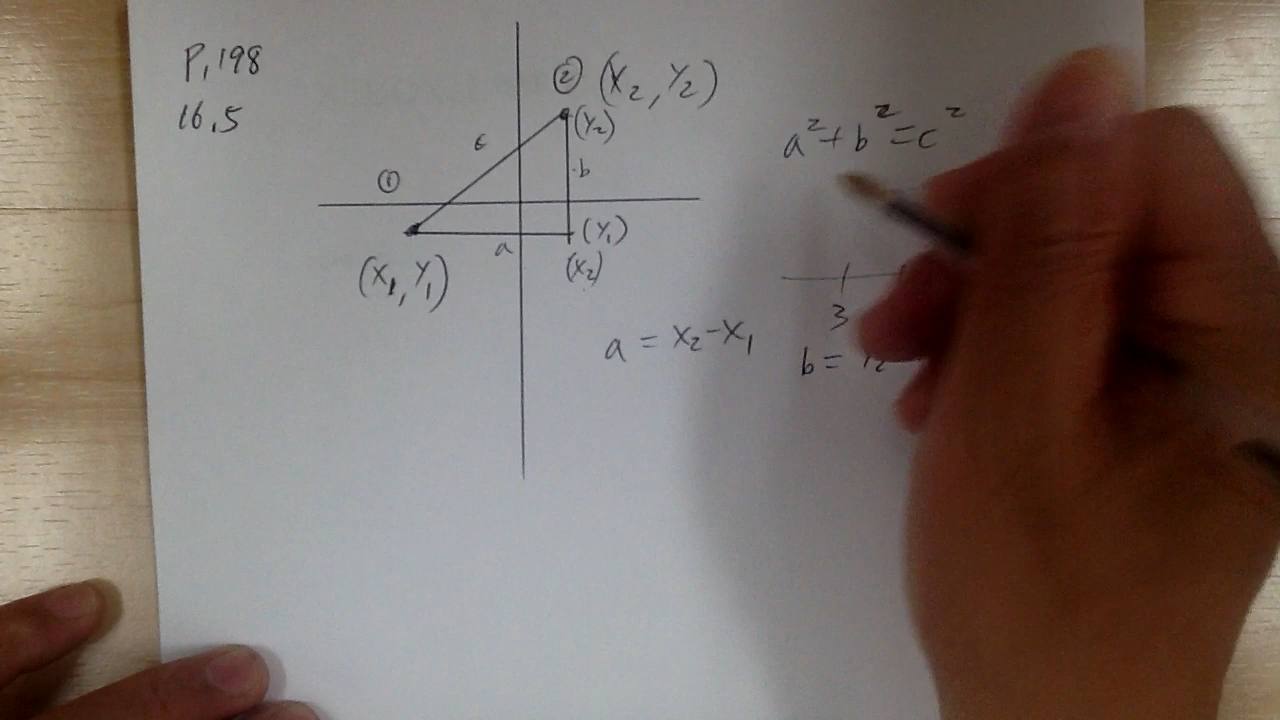 P. 198
16.5
② (X₂, Y₂)
(Y₂)
a² + b² = c²
c
b
①
(Y₁)
a
(X₂)
(X₁, Y₁)
3
a = X₂ - X₁
b =